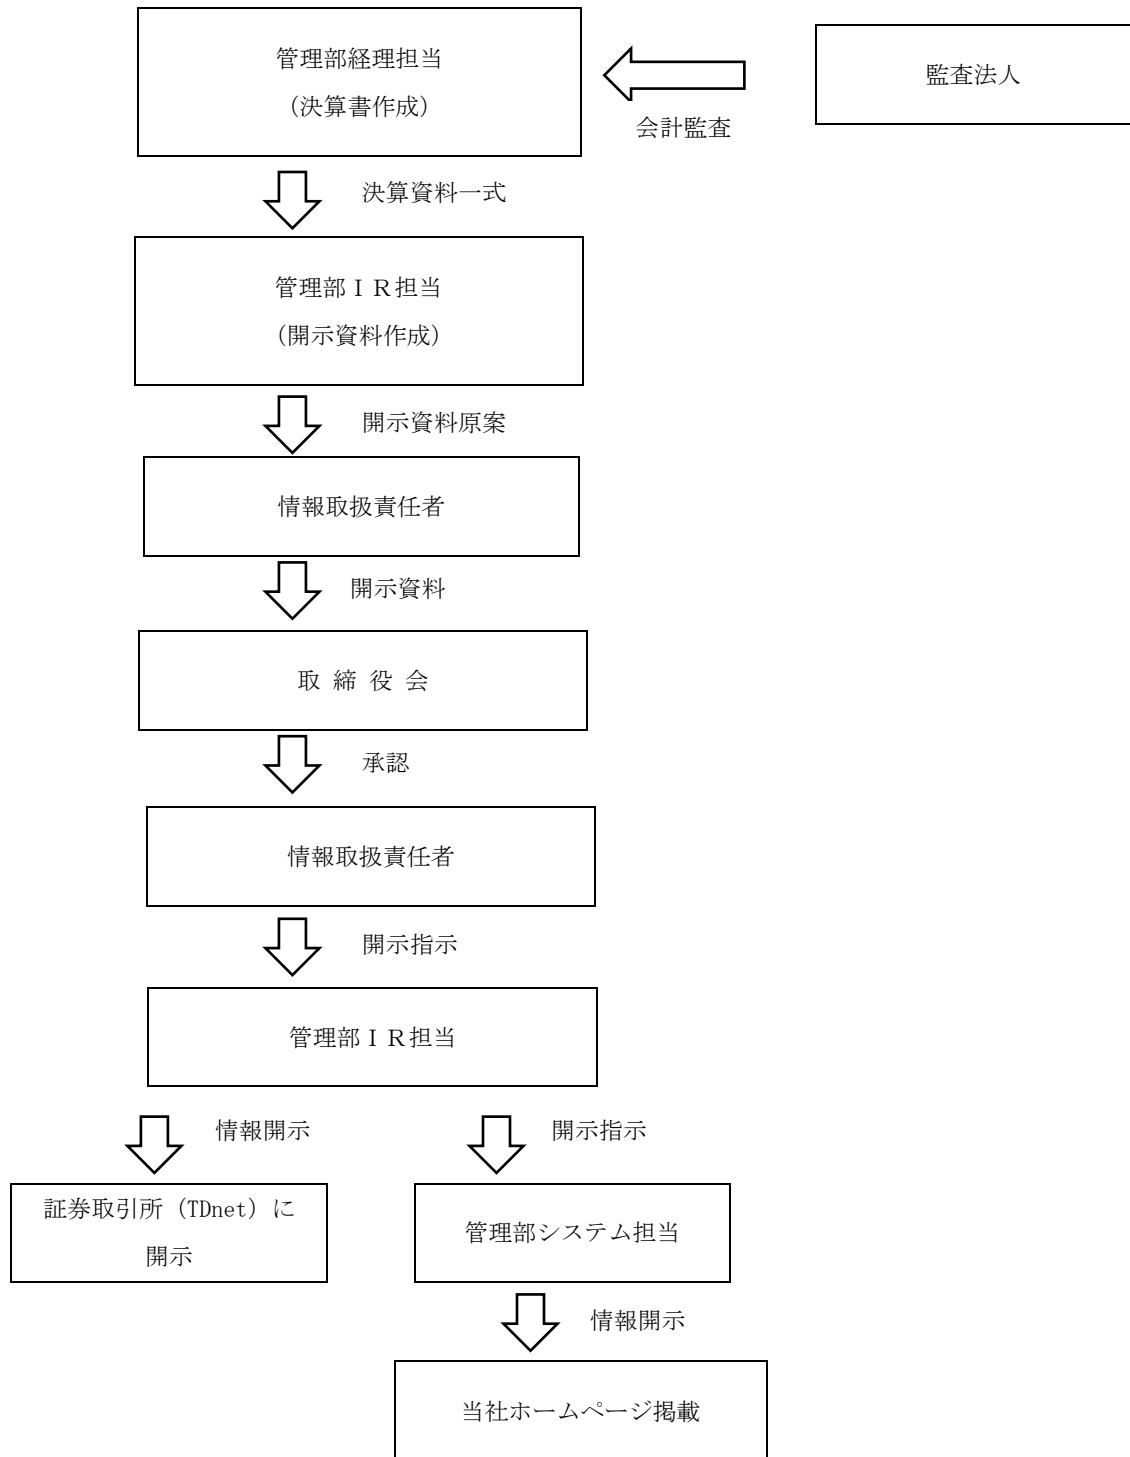 管理部経理担当
（決算書作成）
監査法人
会計監査
決算資料一式
管理部ＩＲ担当
（開示資料作成）
開示資料原案
情報取扱責任者
開示資料
取 締 役 会
承認
情報取扱責任者
開示指示
管理部ＩＲ担当
情報開示
開示指示
証券取引所（TDnet）に
開示
管理部システム担当
情報開示
当社ホームページ掲載